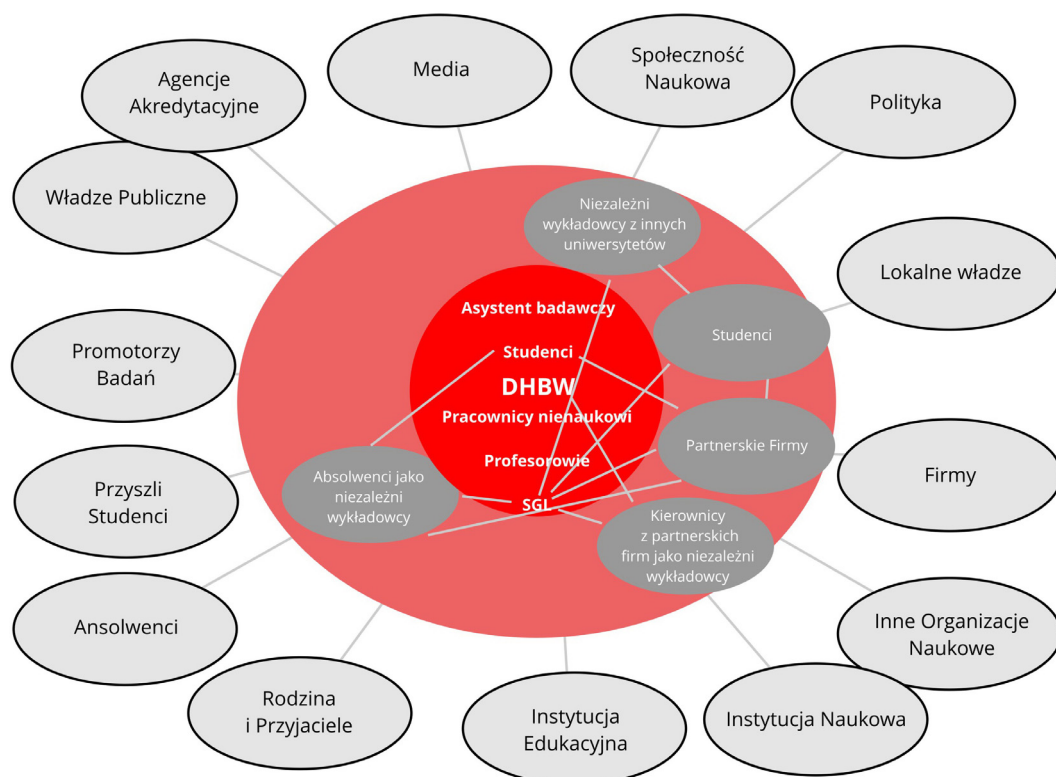 Agencje
Akredytacyjne
Media
Społeczność
Naukowa
Polityka
Władze Publiczne
Niezależni
wykładowcy z innych
uniwersytetów
Lokalne władze
Asystent badawczy
Studenci
DHBW
Pracownicy nienaukowi
Profesorowie
SGL
Studenci
Promotorzy
Badań
Partnerskie Firmy
Firmy
Absolwenci jako
niezależni
wykładowcy
Przyszli
Studenci
Kierownicy
z partnerskich
firm jako niezależni
wykładowcy
Ansolwenci
Inne Organizacje
Naukowe
Rodzina
i Przyjaciele
Instytucja
Edukacyjna
Instytucja Naukowa